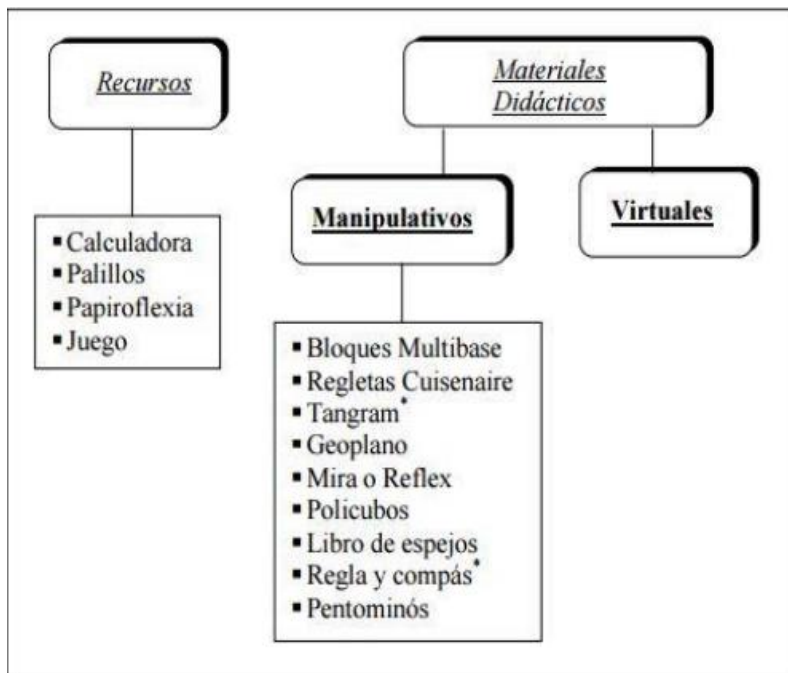 Recursos
▪ Calculadora
▪ Palillos
▪ Papiroflexia
▪ Juego
Materiales
Didácticos
Manipulativos
▪ Bloques Multibase
▪ Regletas Cuisenaire
▪ Tangram*
▪ Geoplano
▪ Mira o Reflex
▪ Policubos
▪ Libro de espejos
▪ Regla y compás*
▪ Pentominós
Virtuales